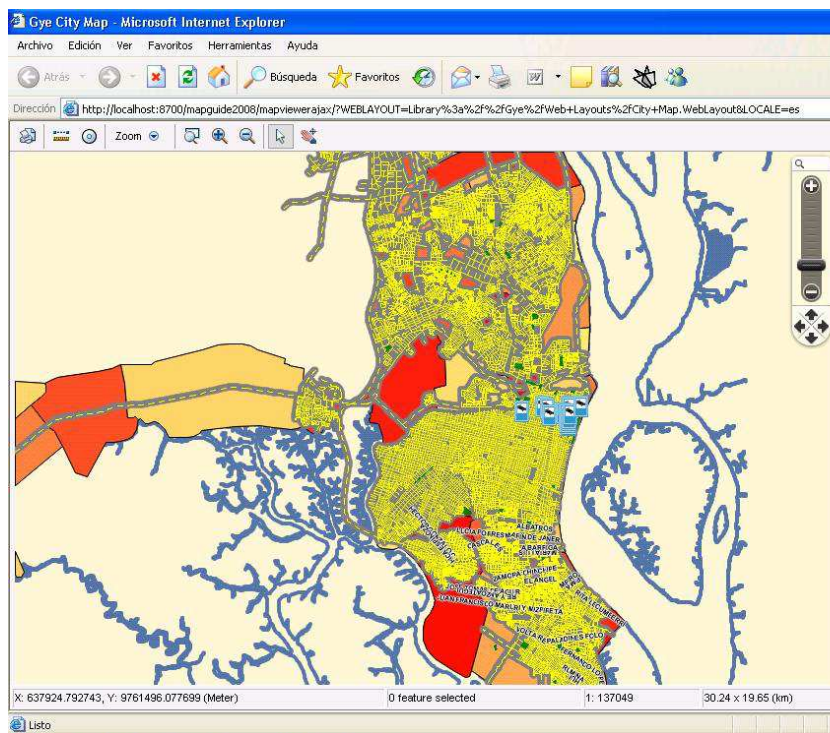 Gye City Map - Microsoft Internet Explorer
Archivo Edición Ver Favoritos Herramientas Ayuda
Atrás Búsqueda Favoritos
Dirección http://localhost:8700/mapguide2008/mapviewerajax/?WEBLAYOUT=Library%3a%2f%2fGye%2fWeb+Layouts%2fCity+Map.WebLayout&LOCALE=es
Zoom
ALBATROS
CASCALES
EL ANGEL
X: 637924.792743, Y: 9761496.077699 (Meter) 0 feature selected 1: 137049 30.24 x 19.65 (km)
Listo